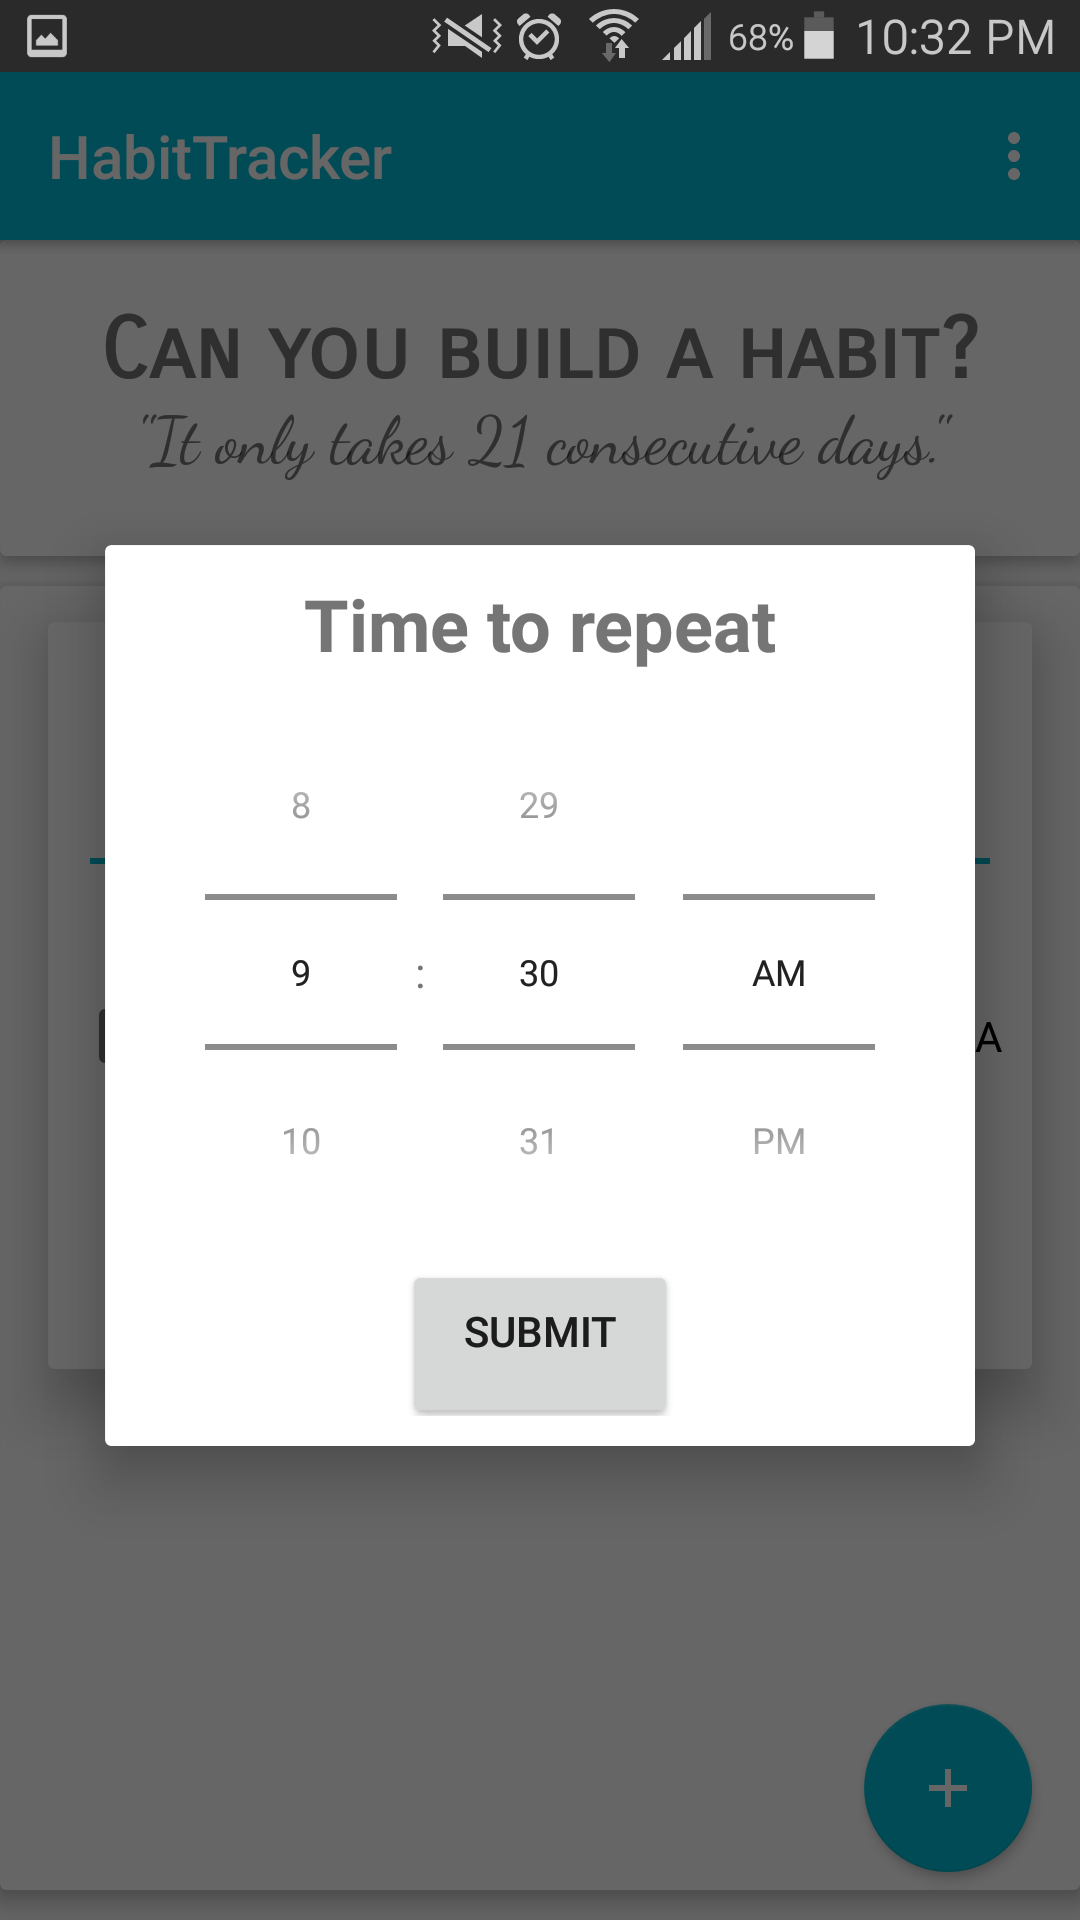 68% 10:32 PM
HabitTracker
Can you build a habit?
"It only takes 21 consecutive days."
Time to repeat
8 29
9 : 30 AM
A
10 31 PM
SUBMIT
+